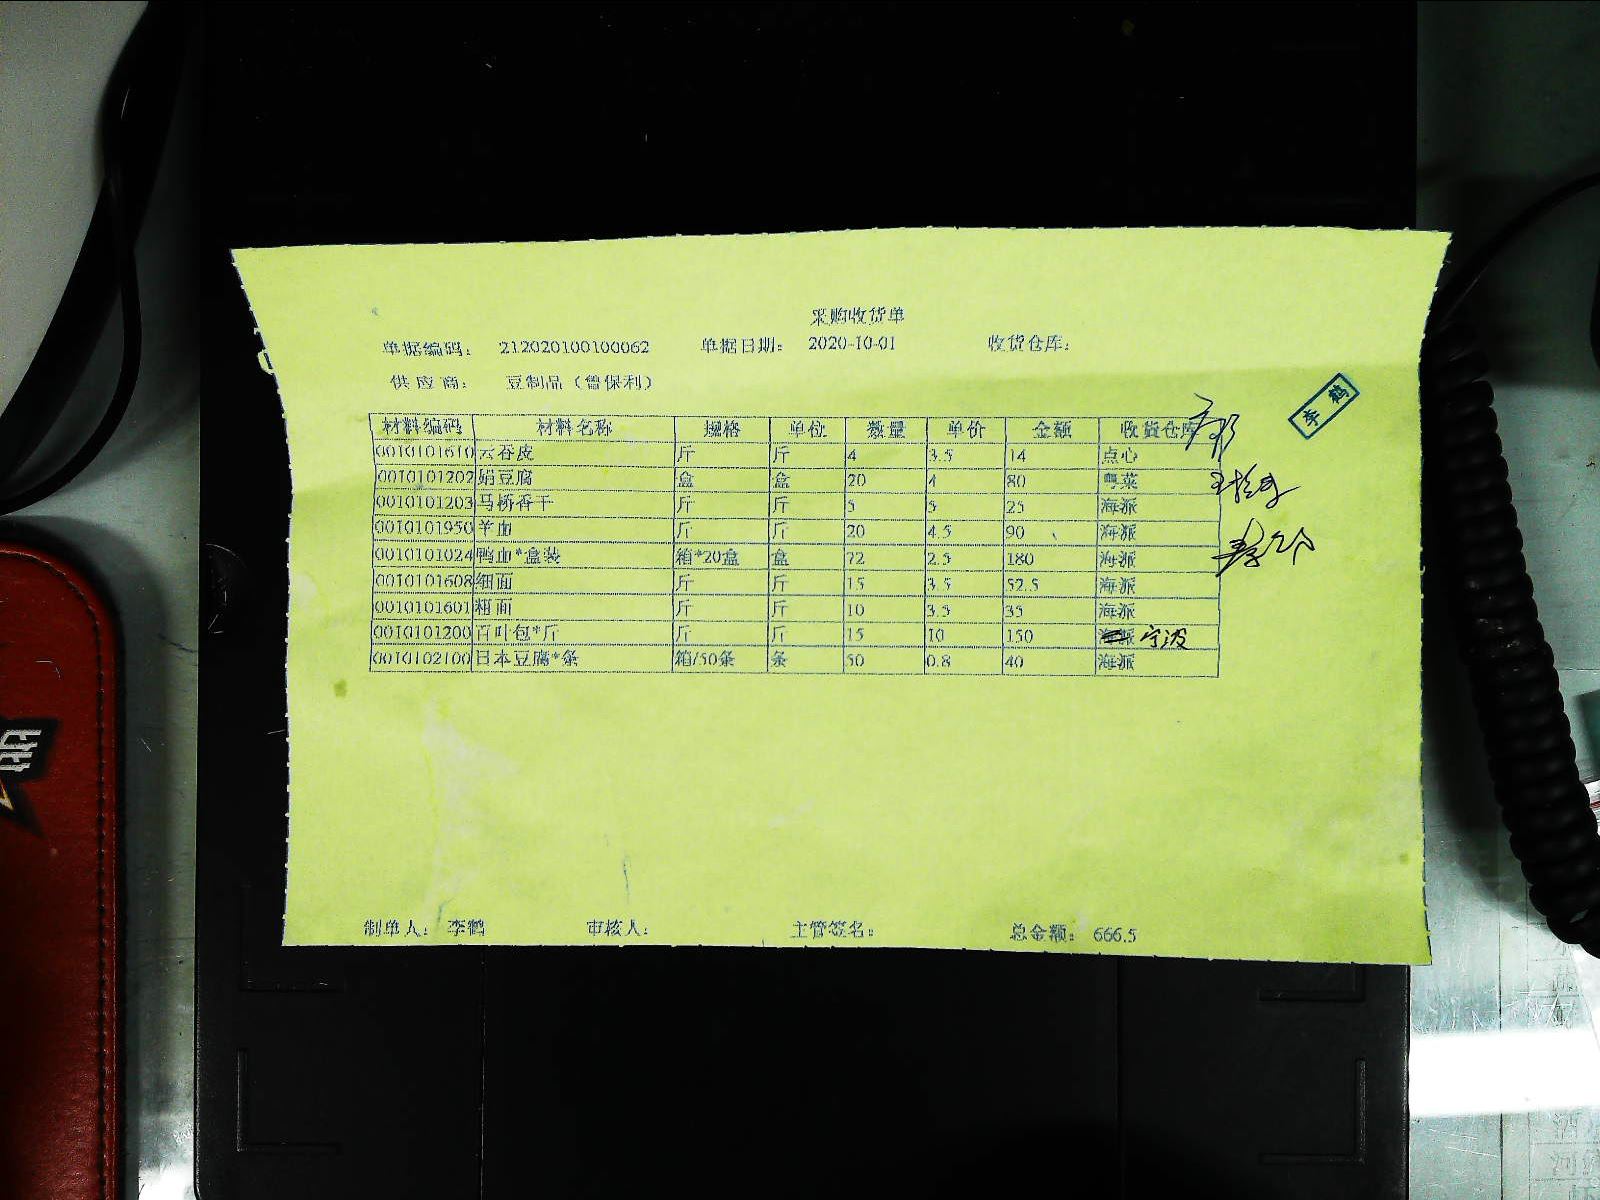 采购收货单
单据编码: 212020100100062 单据日期: 2020-10-01 收货仓库:
供应商: 豆制品（曾保利）
李鹤
材料编码 材料名称 规格 单位 数量 单价 金额 收货仓库
0010101610 云吞皮 斤 斤 4 3.5 14 点心
0010101202 绢豆腐 盒 盒 20 4 80 粤菜
0010101203 马桥香干 斤 斤 5 5 25 海派
0010101950 羊血 斤 斤 20 4.5 90 海派
0010101024 鸭血*盒装 箱*20盒 盒 72 2.5 180 海派
0010101608 细面 斤 斤 15 3.5 52.5 海派
0010101601 粗面 斤 斤 10 3.5 35 海派
0010101200 百叶包*斤 斤 斤 15 10 150 海派 宁波
0010102100 日本豆腐*条 箱/50条 条 50 0.8 40 海派
制单人: 李鹤 审核人: 主管签名: 总金额: 666.5